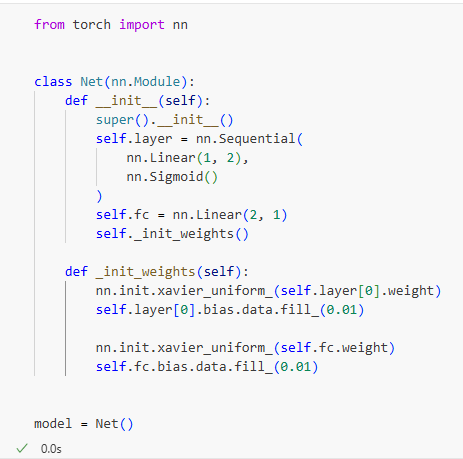 from torch import nn
class Net(nn.Module):
    def __init__(self):
        super().__init__()
        self.layer = nn.Sequential(
            nn.Linear(1, 2),
            nn.Sigmoid()
        )
        self.fc = nn.Linear(2, 1)
        self._init_weights()
    def _init_weights(self):
        nn.init.xavier_uniform_(self.layer[0].weight)
        self.layer[0].bias.data.fill_(0.01)
        nn.init.xavier_uniform_(self.fc.weight)
        self.fc.bias.data.fill_(0.01)
model = Net()
0.0s